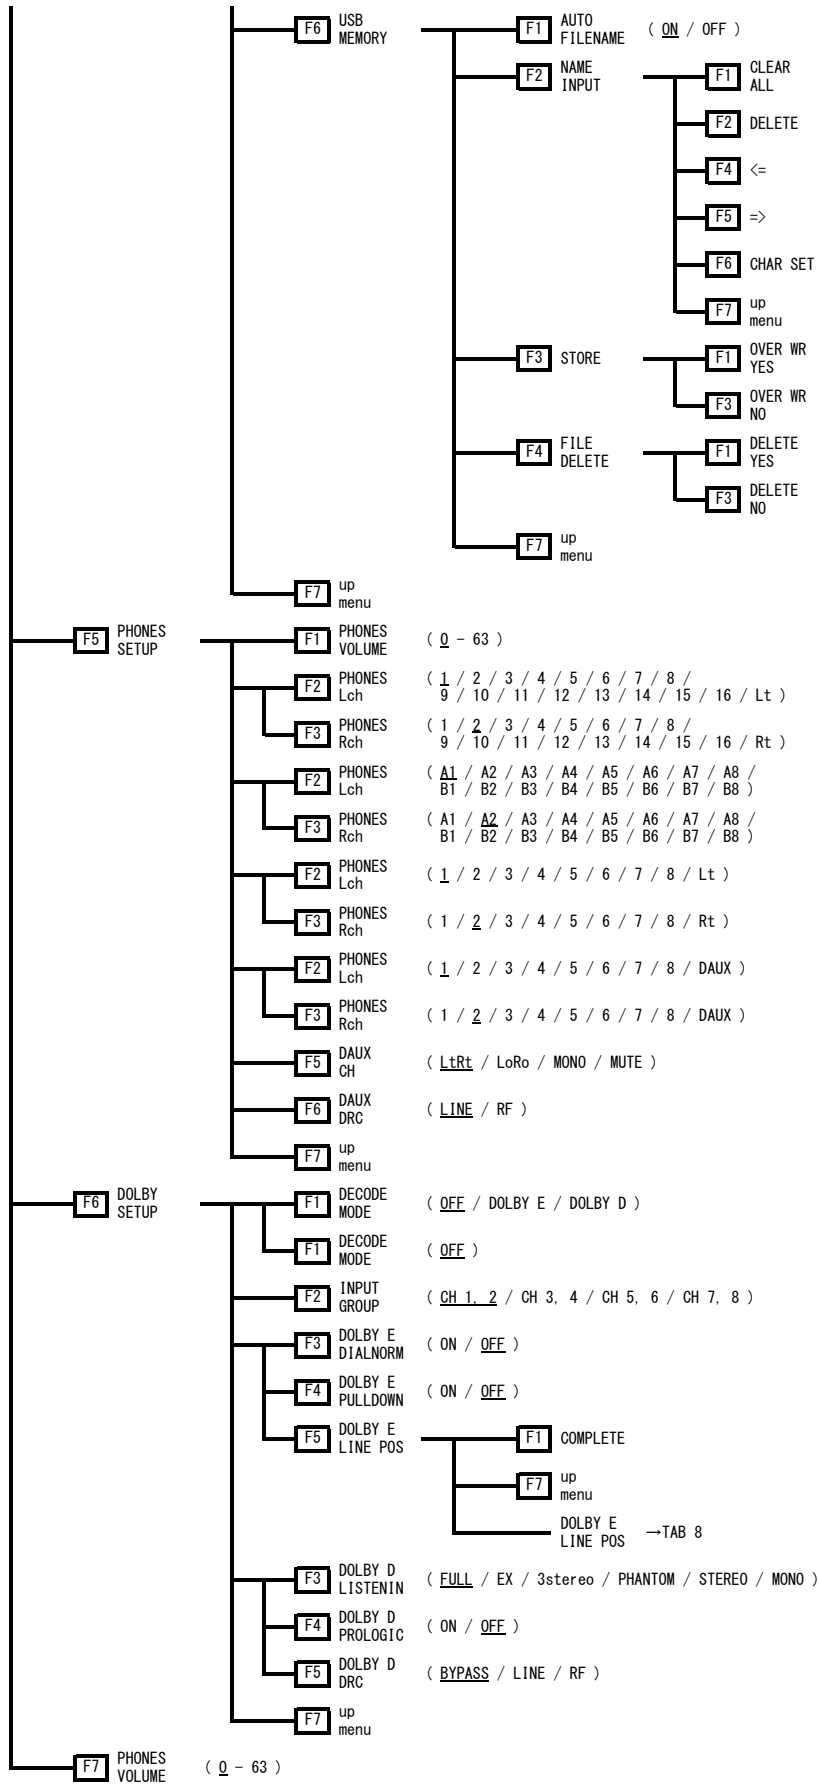 F6 USB MEMORY
F1 AUTO FILENAME ( ON / OFF )
F2 NAME INPUT
F1 CLEAR ALL
F2 DELETE
F4 <=
F5 =>
F6 CHAR SET
F7 up menu
F3 STORE
F1 OVER WR YES
F3 OVER WR NO
F4 FILE DELETE
F1 DELETE YES
F3 DELETE NO
F7 up menu
F7 up menu
F5 PHONES SETUP
F1 PHONES VOLUME ( 0 - 63 )
F2 PHONES Lch ( 1 / 2 / 3 / 4 / 5 / 6 / 7 / 8 /
9 / 10 / 11 / 12 / 13 / 14 / 15 / 16 / Lt )
F3 PHONES Rch ( 1 / 2 / 3 / 4 / 5 / 6 / 7 / 8 /
9 / 10 / 11 / 12 / 13 / 14 / 15 / 16 / Rt )
F2 PHONES Lch ( A1 / A2 / A3 / A4 / A5 / A6 / A7 / A8 /
B1 / B2 / B3 / B4 / B5 / B6 / B7 / B8 )
F3 PHONES Rch ( A1 / A2 / A3 / A4 / A5 / A6 / A7 / A8 /
B1 / B2 / B3 / B4 / B5 / B6 / B7 / B8 )
F2 PHONES Lch ( 1 / 2 / 3 / 4 / 5 / 6 / 7 / 8 / Lt )
F3 PHONES Rch ( 1 / 2 / 3 / 4 / 5 / 6 / 7 / 8 / Rt )
F2 PHONES Lch ( 1 / 2 / 3 / 4 / 5 / 6 / 7 / 8 / DAUX )
F3 PHONES Rch ( 1 / 2 / 3 / 4 / 5 / 6 / 7 / 8 / DAUX )
F5 DAUX CH ( LtRt / LoRo / MONO / MUTE )
F6 DAUX DRC ( LINE / RF )
F7 up menu
F6 DOLBY SETUP
F1 DECODE MODE ( OFF / DOLBY E / DOLBY D )
F1 DECODE MODE ( OFF )
F2 INPUT GROUP ( CH 1, 2 / CH 3, 4 / CH 5, 6 / CH 7, 8 )
F3 DOLBY E DIALNORM ( ON / OFF )
F4 DOLBY E PULLDOWN ( ON / OFF )
F5 DOLBY E LINE POS
F1 COMPLETE
F7 up menu
DOLBY E LINE POS →TAB 8
F3 DOLBY D LISTENIN ( FULL / EX / 3stereo / PHANTOM / STEREO / MONO )
F4 DOLBY D PROLOGIC ( ON / OFF )
F5 DOLBY D DRC ( BYPASS / LINE / RF )
F7 up menu
F7 PHONES VOLUME ( 0 - 63 )